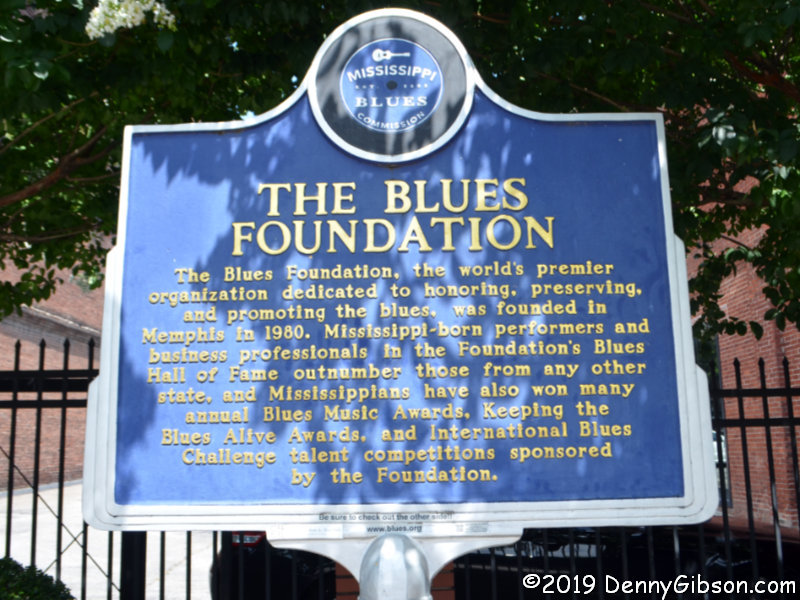 MISSISSIPPI
BLUES
COMMISSION
THE BLUES
FOUNDATION
The Blues Foundation, the world's premier
organization dedicated to honoring, preserving,
and promoting the blues, was founded in
Memphis in 1980. Mississippi-born performers and
business professionals in the Foundation's Blues
Hall of Fame outnumber those from any other
state, and Mississippians have also won many
annual Blues Music Awards, Keeping the
Blues Alive Awards, and International Blues
Challenge talent competitions sponsored
by the Foundation.
Be sure to check out the other side!!
www.blues.org
©2019 DennyGibson.com